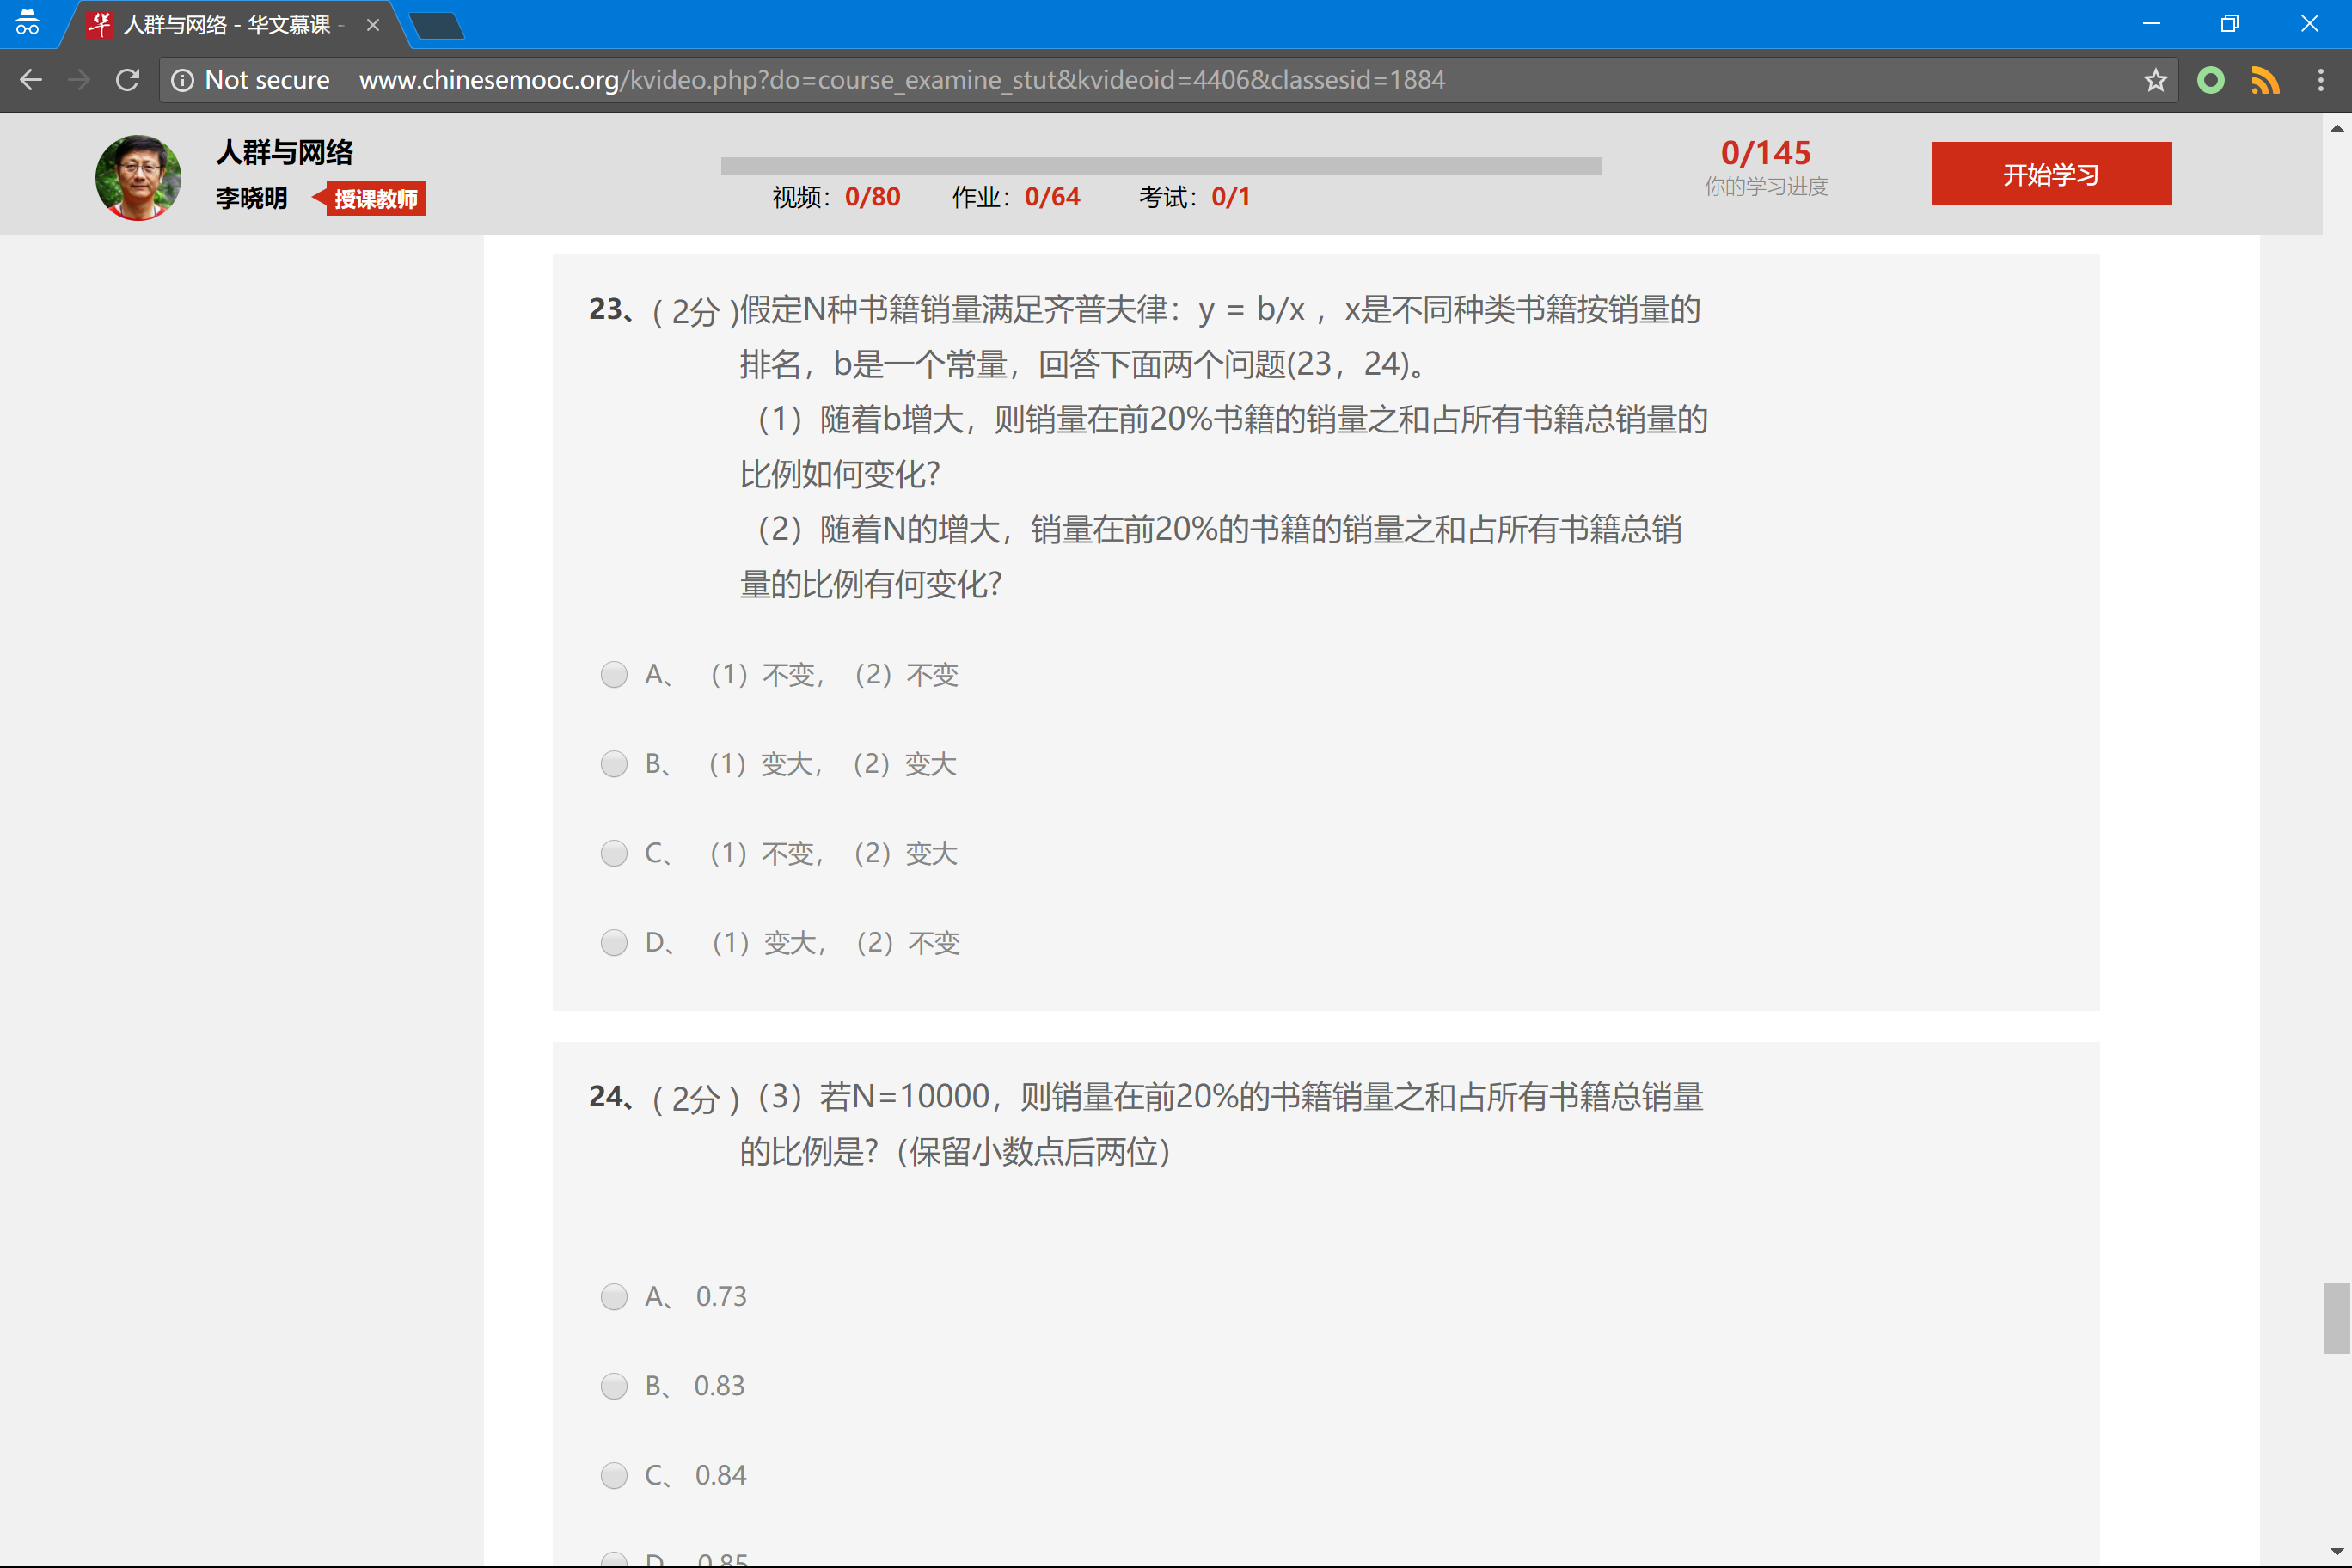 人群与网络 - 华文慕课 -
Not secure www.chinesemooc.org/kvideo.php?do=course_examine_stut&kvideoid=4406&classesid=1884
人群与网络
李晓明 授课教师
视频：0/80 作业：0/64 考试：0/1
0/145
你的学习进度
开始学习
23、( 2分 )假定N种书籍销量满足齐普夫律：y = b/x ，x是不同种类书籍按销量的
排名，b是一个常量，回答下面两个问题(23，24)。
（1）随着b增大，则销量在前20%书籍的销量之和占所有书籍总销量的
比例如何变化?
（2）随着N的增大，销量在前20%的书籍的销量之和占所有书籍总销
量的比例有何变化?
A、 （1）不变，（2）不变
B、 （1）变大，（2）变大
C、 （1）不变，（2）变大
D、 （1）变大，（2）不变
24、( 2分 )（3）若N=10000，则销量在前20%的书籍销量之和占所有书籍总销量
的比例是?（保留小数点后两位）
A、 0.73
B、 0.83
C、 0.84
D、 0.85